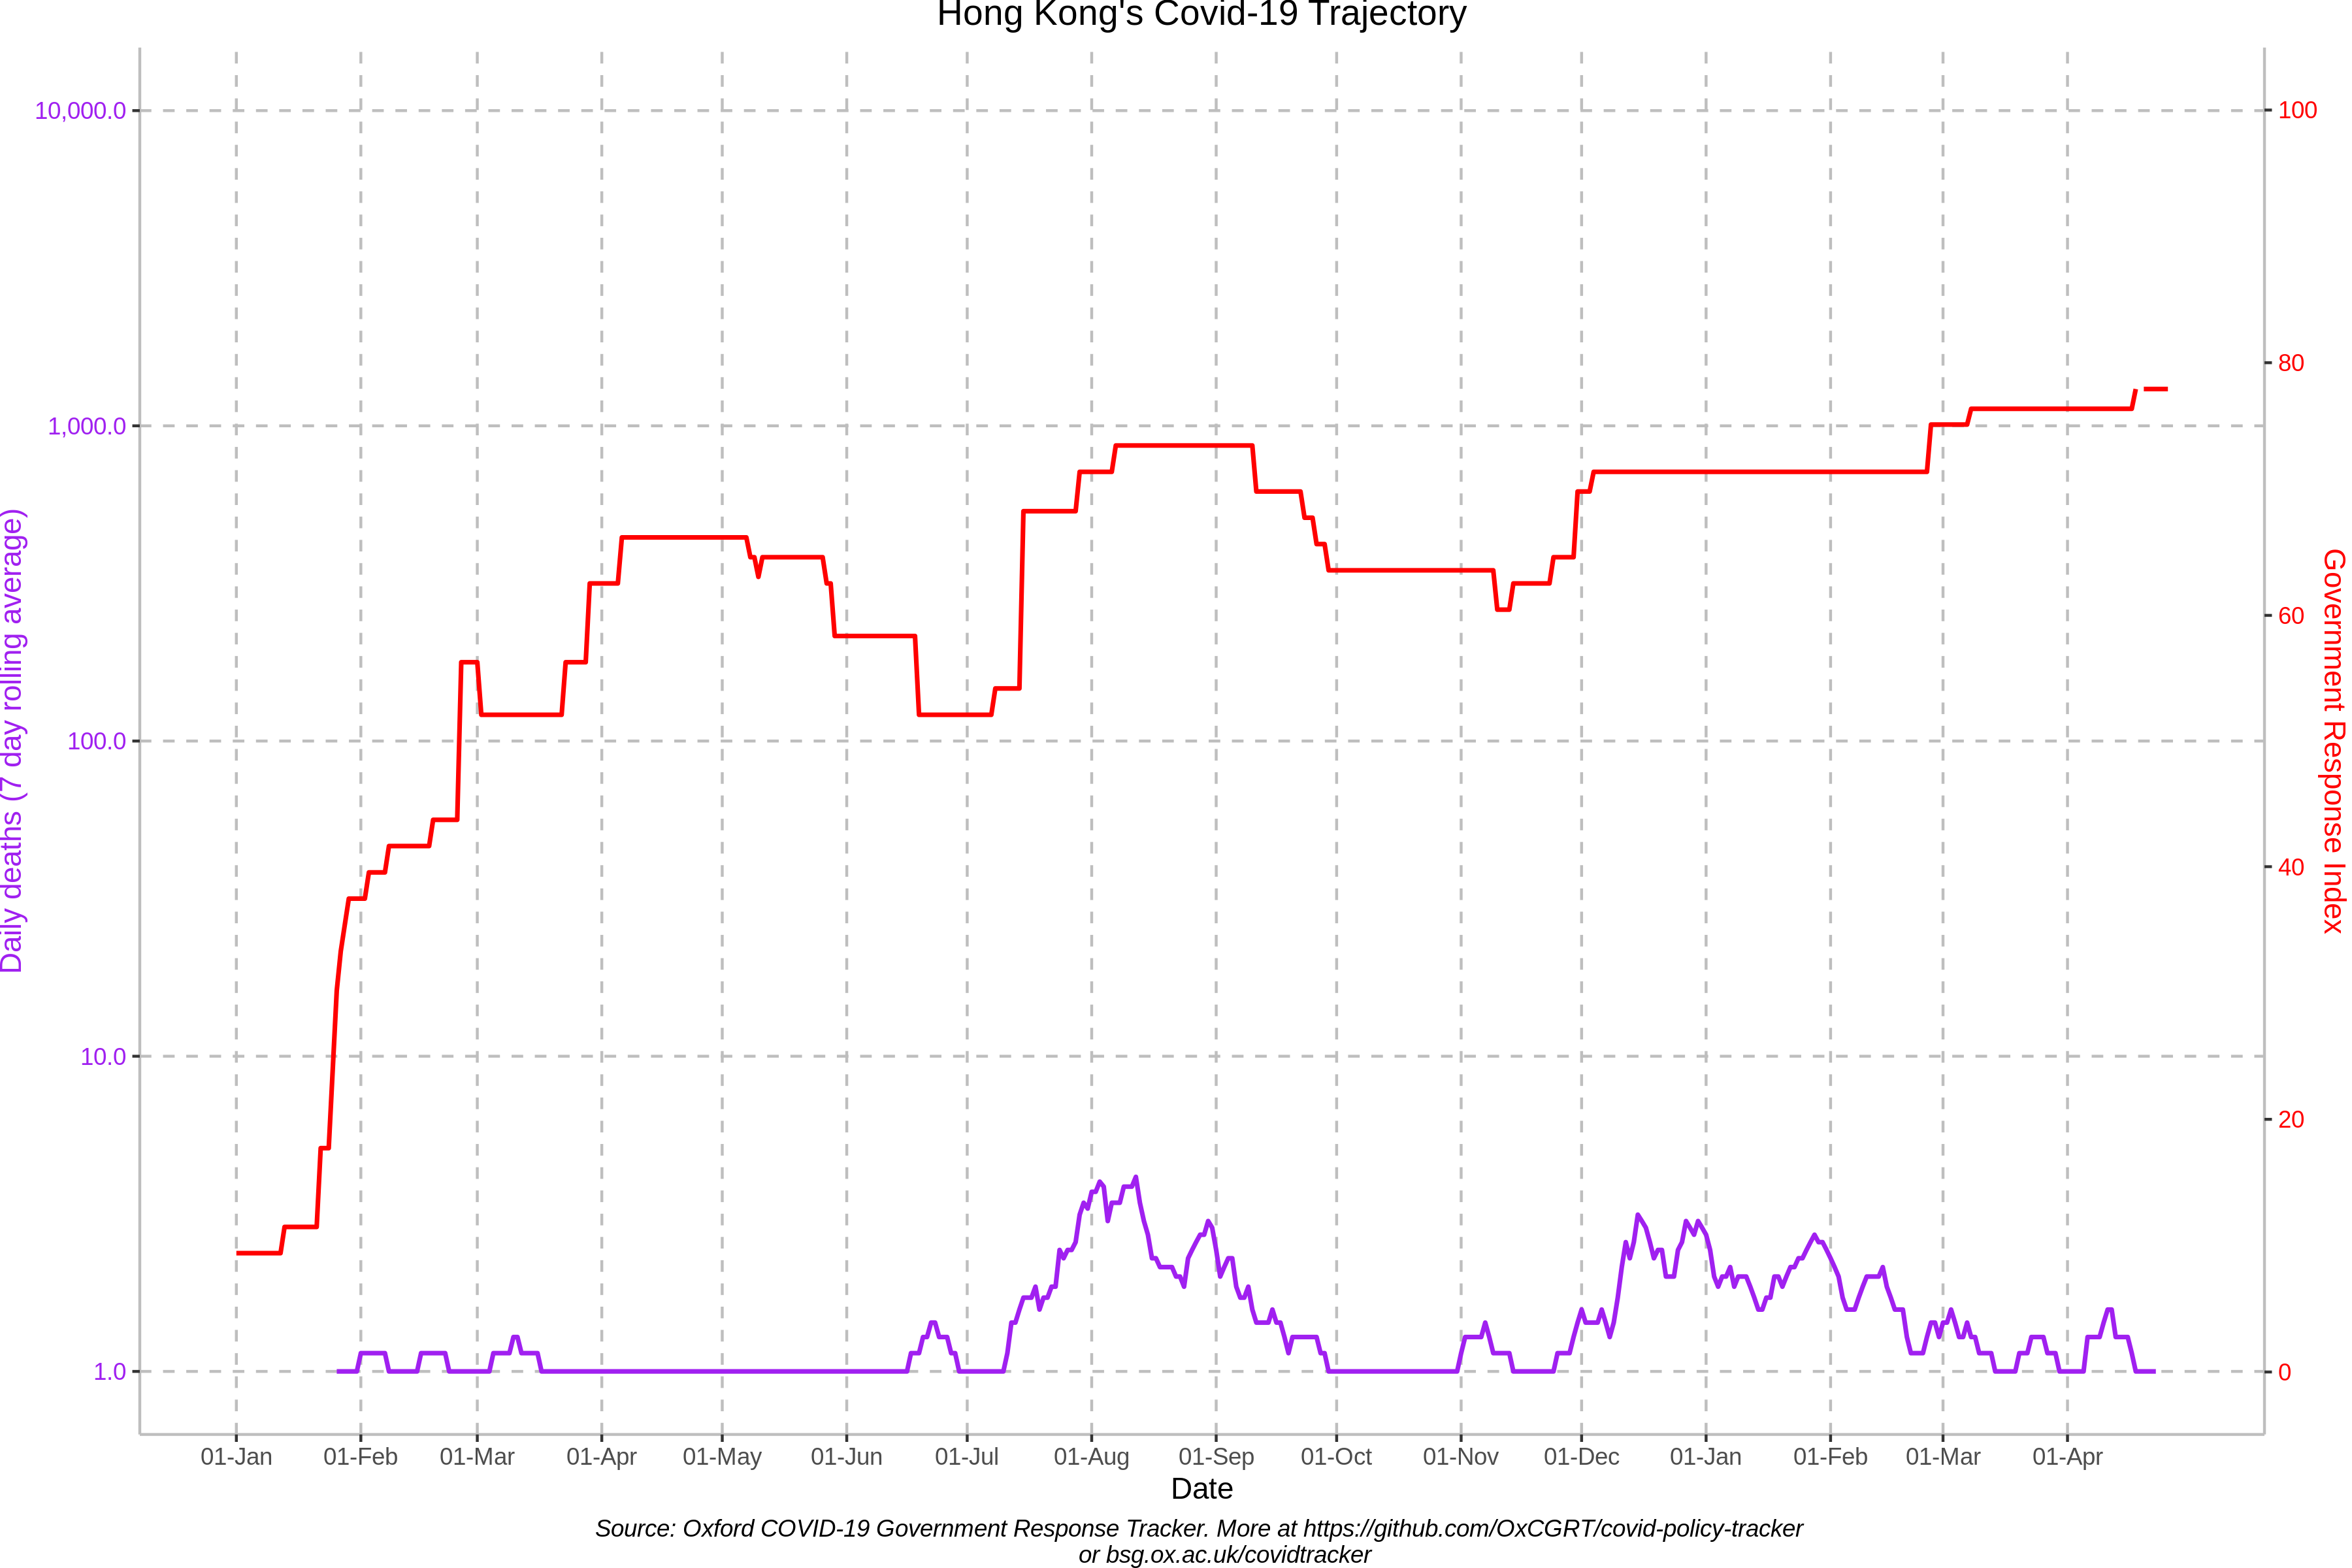 Hong Kong's Covid-19 Trajectory
10,000.0
1,000.0
100.0
10.0
1.0
Daily deaths (7 day rolling average)
100
80
60
40
20
0
Government Response Index
01-Jan 01-Feb 01-Mar 01-Apr 01-May 01-Jun 01-Jul 01-Aug 01-Sep 01-Oct 01-Nov 01-Dec 01-Jan 01-Feb 01-Mar 01-Apr
Date
Source: Oxford COVID-19 Government Response Tracker. More at https://github.com/OxCGRT/covid-policy-tracker
or bsg.ox.ac.uk/covidtracker